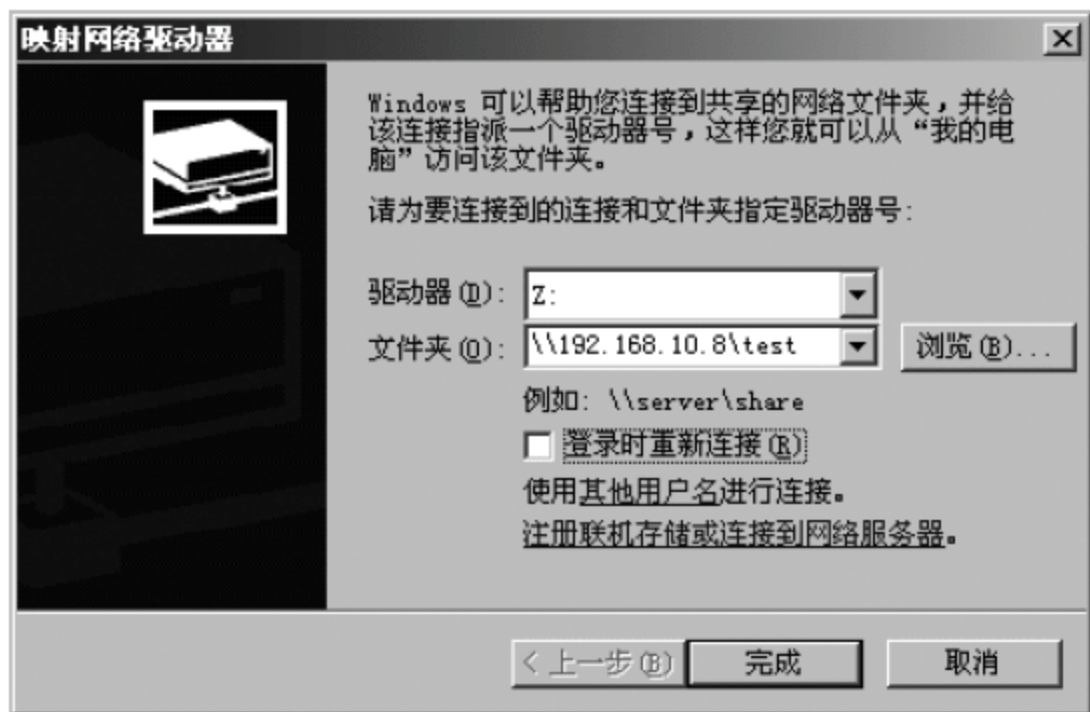 映射网络驱动器
Windows 可以帮助您连接到共享的网络文件夹，并给
该连接指派一个驱动器号，这样您就可以从“我的电
脑”访问该文件夹。
请为要连接到的连接和文件夹指定驱动器号：
驱动器(D)： Z:
文件夹(O)： \\192.168.10.8\test 浏览(B)...
例如：\\server\share
登录时重新连接(R)
使用其他用户名进行连接。
注册联机存储或连接到网络服务器。
< 上一步(B) 完成 取消